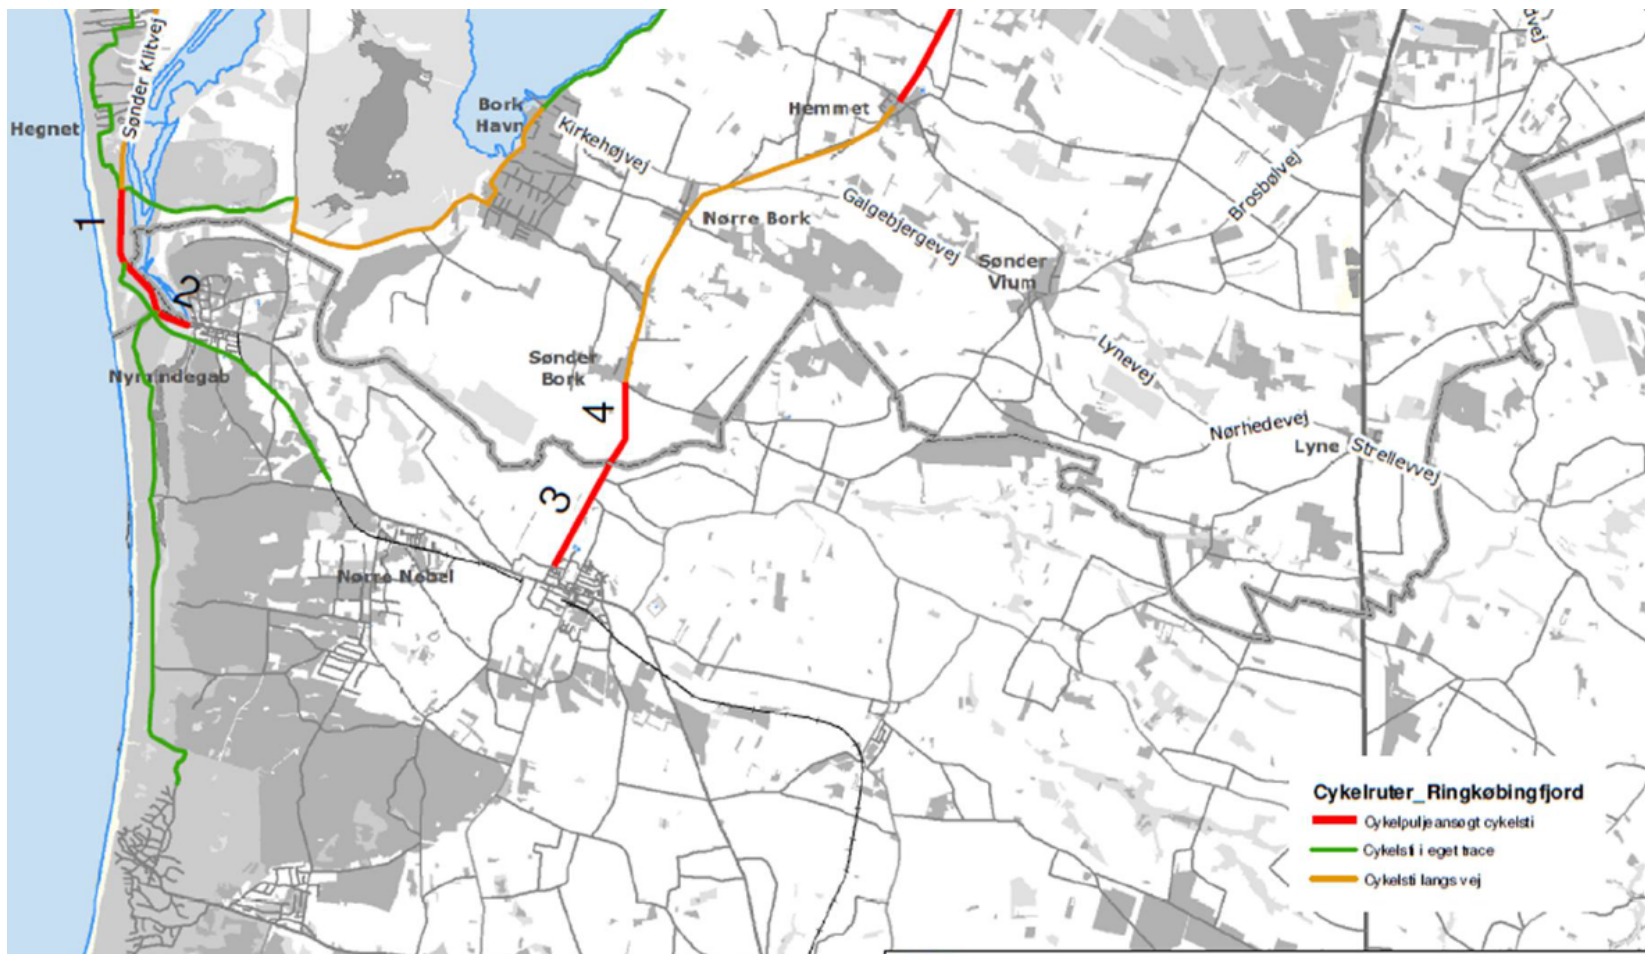 Sønder Klitvej
Hegnet
Bork
Havn
Kirkehøjvej
Hemmet
Brosbølvej
Nørre Bork
Galgebjergevej
Sønder
Vium
1
2
Nymindegab
Sønder
Bork
4
3
Lynevej
Nørhedevej
Lyne
Strellevvej
Nørre Nebel
Cykelruter_Ringkøbingfjord
Cykelpuljeansøgt cykelsti
Cykelsti i eget trace
Cykelsti langs vej